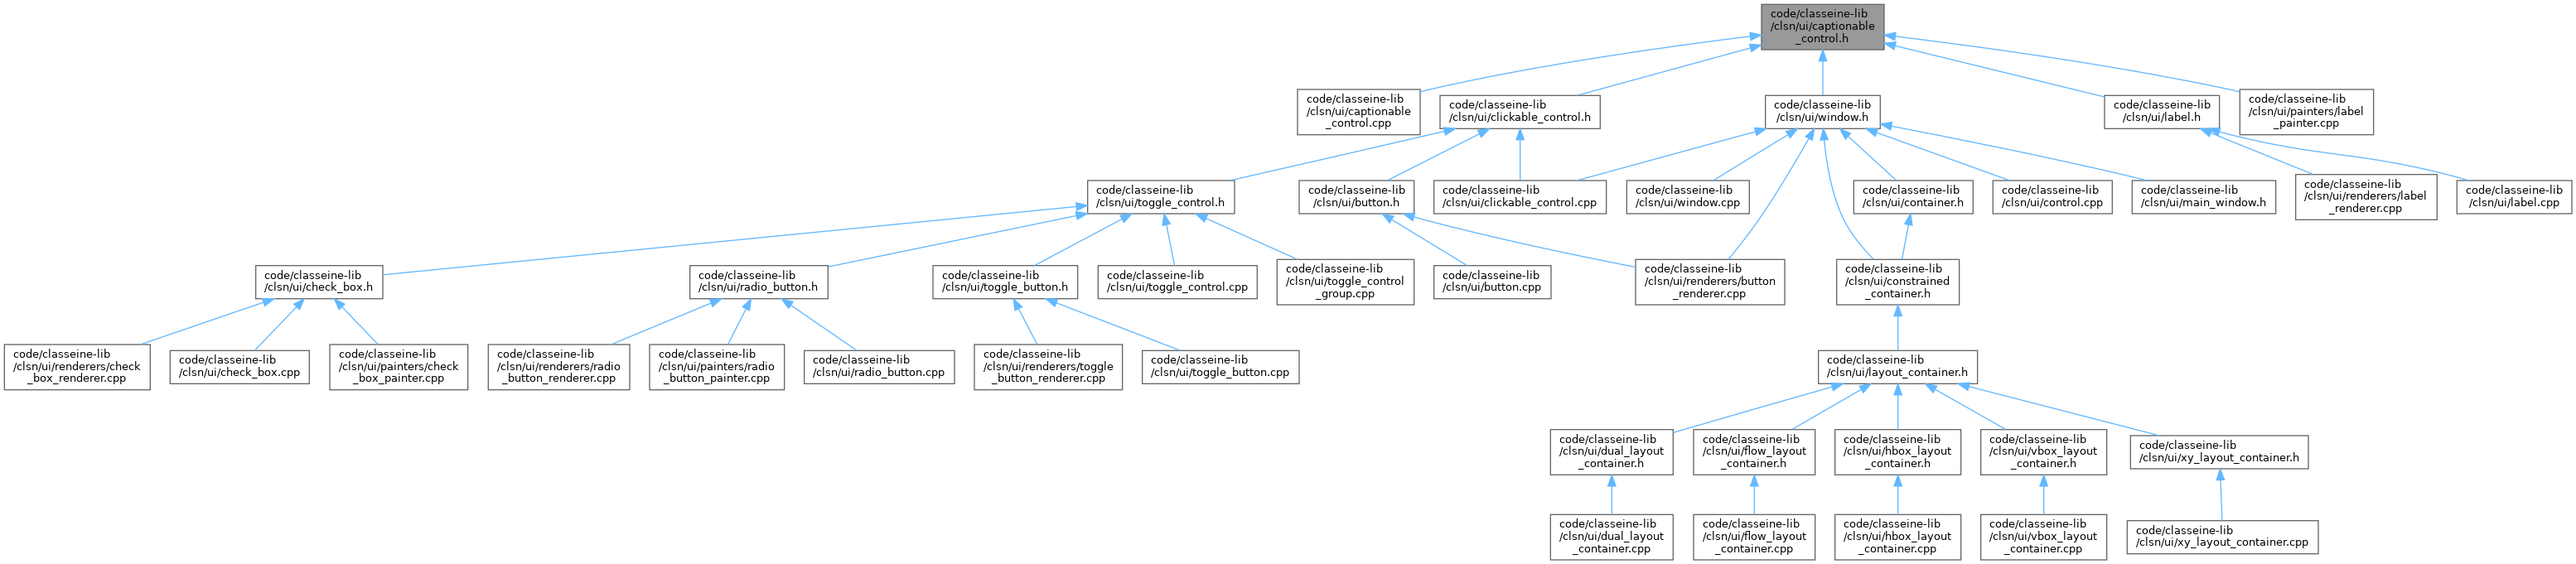 code/classeine-lib
/clsn/ui/captionable
_control.h
code/classeine-lib
/clsn/ui/captionable
_control.cpp
code/classeine-lib
/clsn/ui/clickable_control.h
code/classeine-lib
/clsn/ui/window.h
code/classeine-lib
/clsn/ui/label.h
code/classeine-lib
/clsn/ui/painters/label
_painter.cpp
code/classeine-lib
/clsn/ui/toggle_control.h
code/classeine-lib
/clsn/ui/button.h
code/classeine-lib
/clsn/ui/clickable_control.cpp
code/classeine-lib
/clsn/ui/window.cpp
code/classeine-lib
/clsn/ui/container.h
code/classeine-lib
/clsn/ui/control.cpp
code/classeine-lib
/clsn/ui/main_window.h
code/classeine-lib
/clsn/ui/renderers/label
_renderer.cpp
code/classeine-lib
/clsn/ui/label.cpp
code/classeine-lib
/clsn/ui/check_box.h
code/classeine-lib
/clsn/ui/radio_button.h
code/classeine-lib
/clsn/ui/toggle_button.h
code/classeine-lib
/clsn/ui/toggle_control.cpp
code/classeine-lib
/clsn/ui/toggle_control
_group.cpp
code/classeine-lib
/clsn/ui/button.cpp
code/classeine-lib
/clsn/ui/renderers/button
_renderer.cpp
code/classeine-lib
/clsn/ui/constrained
_container.h
code/classeine-lib
/clsn/ui/renderers/check
_box_renderer.cpp
code/classeine-lib
/clsn/ui/check_box.cpp
code/classeine-lib
/clsn/ui/painters/check
_box_painter.cpp
code/classeine-lib
/clsn/ui/renderers/radio
_button_renderer.cpp
code/classeine-lib
/clsn/ui/painters/radio
_button_painter.cpp
code/classeine-lib
/clsn/ui/radio_button.cpp
code/classeine-lib
/clsn/ui/renderers/toggle
_button_renderer.cpp
code/classeine-lib
/clsn/ui/toggle_button.cpp
code/classeine-lib
/clsn/ui/layout_container.h
code/classeine-lib
/clsn/ui/dual_layout
_container.h
code/classeine-lib
/clsn/ui/flow_layout
_container.h
code/classeine-lib
/clsn/ui/hbox_layout
_container.h
code/classeine-lib
/clsn/ui/vbox_layout
_container.h
code/classeine-lib
/clsn/ui/xy_layout_container.h
code/classeine-lib
/clsn/ui/dual_layout
_container.cpp
code/classeine-lib
/clsn/ui/flow_layout
_container.cpp
code/classeine-lib
/clsn/ui/hbox_layout
_container.cpp
code/classeine-lib
/clsn/ui/vbox_layout
_container.cpp
code/classeine-lib
/clsn/ui/xy_layout_container.cpp